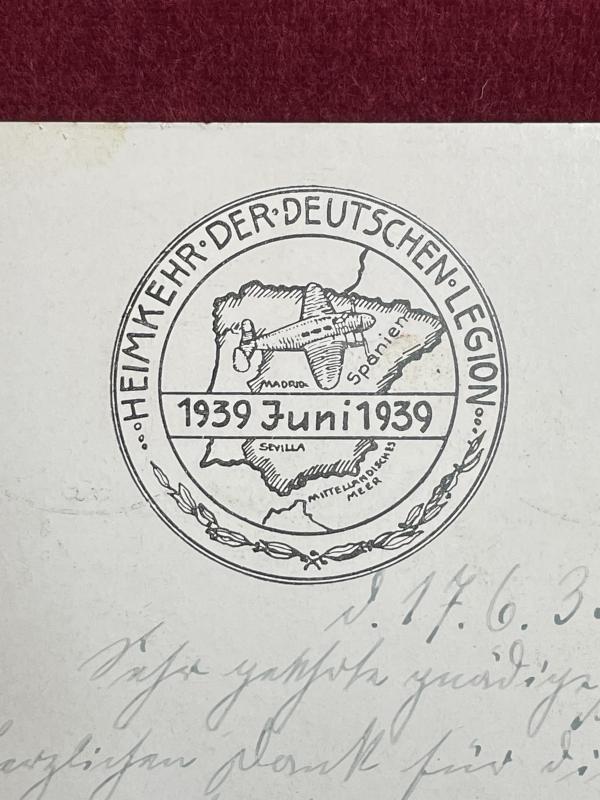 HEIMKEHR·DER·DEUTSCHEN·LEGION
Spanien
MADRID
1939 Juni 1939
SEVILLA
MITTELLÄNDISCHES
MEER
d. 17. 6. 3
Sehr geehrte gnädige
herzlichen Dank für di